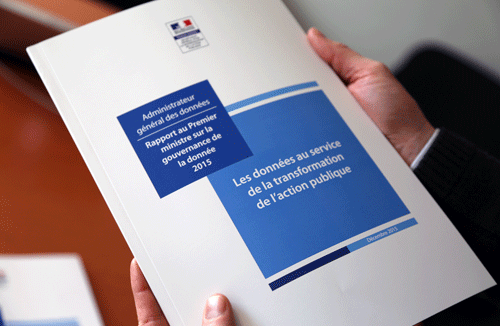 Administrateur
général des données
Rapport au Premier
ministre sur la
gouvernance de
la donnée
2015
Les données au service
de la transformation
de l'action publique
Décembre 2015